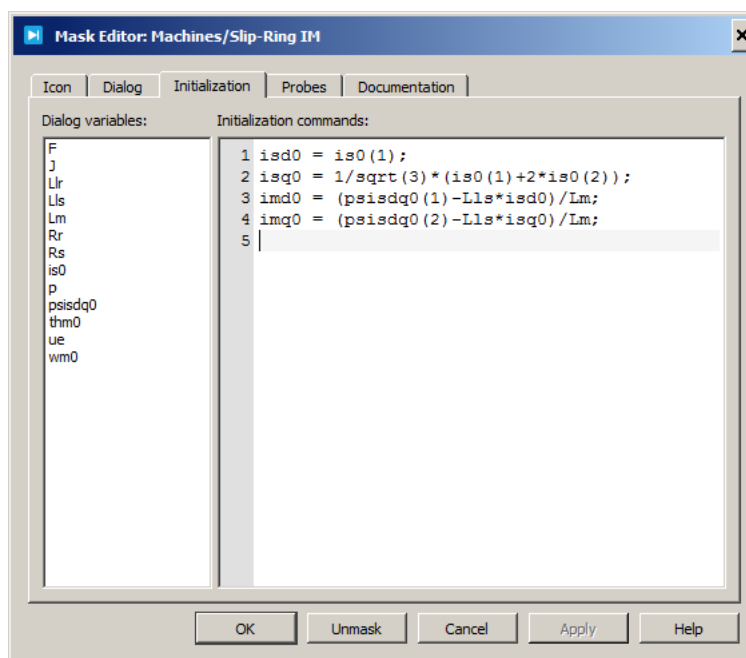 Mask Editor: Machines/Slip-Ring IM
Icon Dialog Initialization Probes Documentation
Dialog variables:
F
J
Llr
Lls
Lm
Rr
Rs
is0
p
psisdq0
thm0
ue
wm0
Initialization commands:
1 isd0 = is0(1);
2 isq0 = 1/sqrt(3)*(is0(1)+2*is0(2));
3 imd0 = (psisdq0(1)-Lls*isd0)/Lm;
4 imq0 = (psisdq0(2)-Lls*isq0)/Lm;
5
OK Unmask Cancel Apply Help